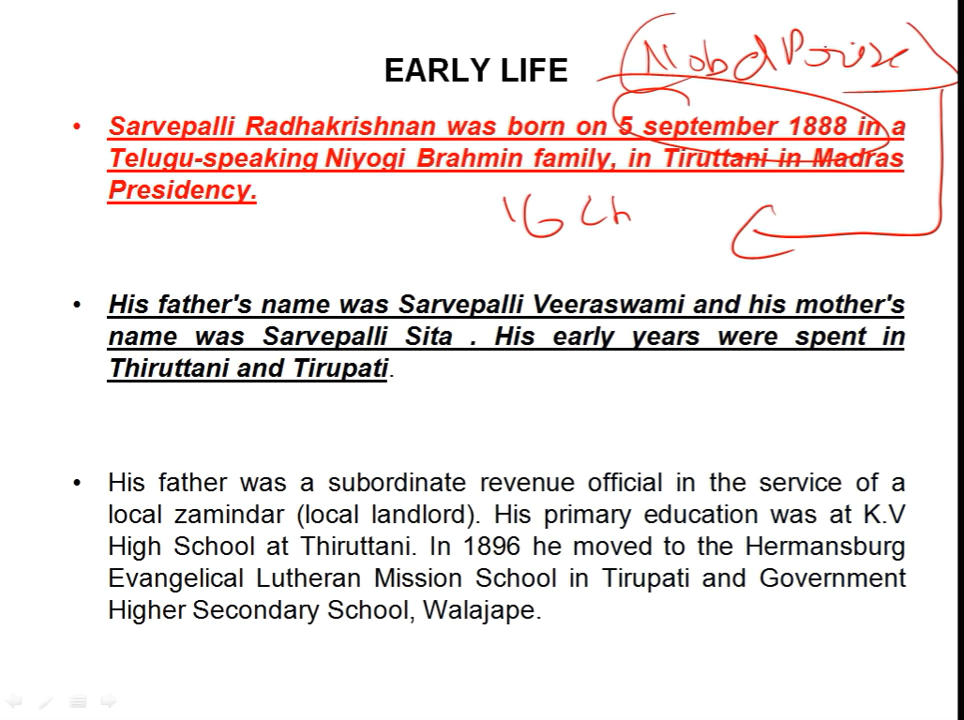 Nobel Prize
EARLY LIFE
• Sarvepalli Radhakrishnan was born on 5 september 1888 in a
Telugu-speaking Niyogi Brahmin family, in Tiruttani in Madras
Presidency.
• His father's name was Sarvepalli Veeraswami and his mother's
name was Sarvepalli Sita . His early years were spent in
Thiruttani and Tirupati.
• His father was a subordinate revenue official in the service of a
local zamindar (local landlord). His primary education was at K.V
High School at Thiruttani. In 1896 he moved to the Hermansburg
Evangelical Lutheran Mission School in Tirupati and Government
Higher Secondary School, Walajape.